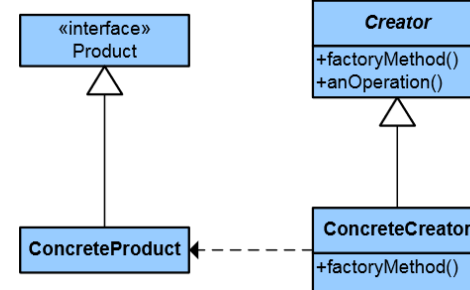 «interface»
Product
Creator
+factoryMethod()
+anOperation()
ConcreteProduct
ConcreteCreator
+factoryMethod()